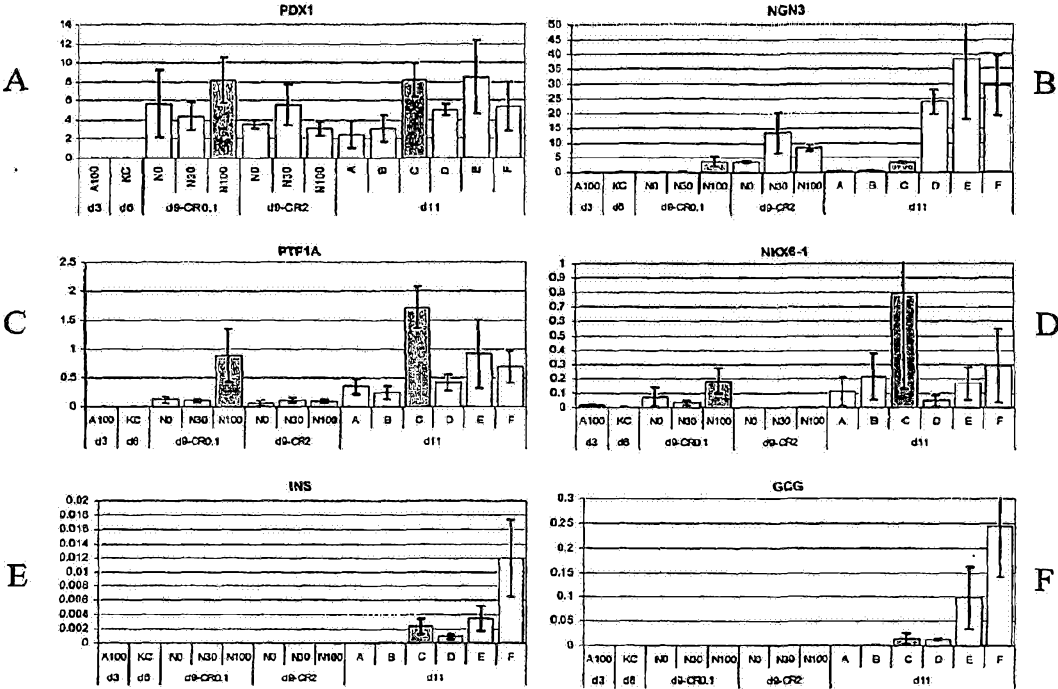 PDX1
A
14
12
10
8
6
4
2
0
A100 KC N0 N30 N100 N0 N30 N100 A B C D E F
d3 d6 d9-CR0.1 d9-CR2 d11
NGN3
B
50
45
40
35
30
25
20
15
10
5
0
A100 KC N0 N30 N100 N0 N30 N100 A B C D E F
d3 d6 d9-CR0.1 d9-CR2 d11
PTF1A
C
2.5
2
1.5
1
0.5
0
A100 KC N0 N30 N100 N0 N30 N100 A B C D E F
d3 d6 d9-CR0.1 d9-CR2 d11
NKX6-1
D
1
0.9
0.8
0.7
0.6
0.5
0.4
0.3
0.2
0.1
0
A100 KC N0 N30 N100 N0 N30 N100 A B C D E F
d3 d6 d9-CR0.1 d9-CR2 d11
INS
E
0.02
0.018
0.016
0.014
0.012
0.01
0.008
0.006
0.004
0.002
0
A100 KC N0 N30 N100 N0 N30 N100 A B C D E F
d3 d6 d9-CR0.1 d9-CR2 d11
GCG
F
0.3
0.25
0.2
0.15
0.1
0.05
0
A100 KC N0 N30 N100 N0 N30 N100 A B C D E F
d3 d6 d9-CR0.1 d9-CR2 d11